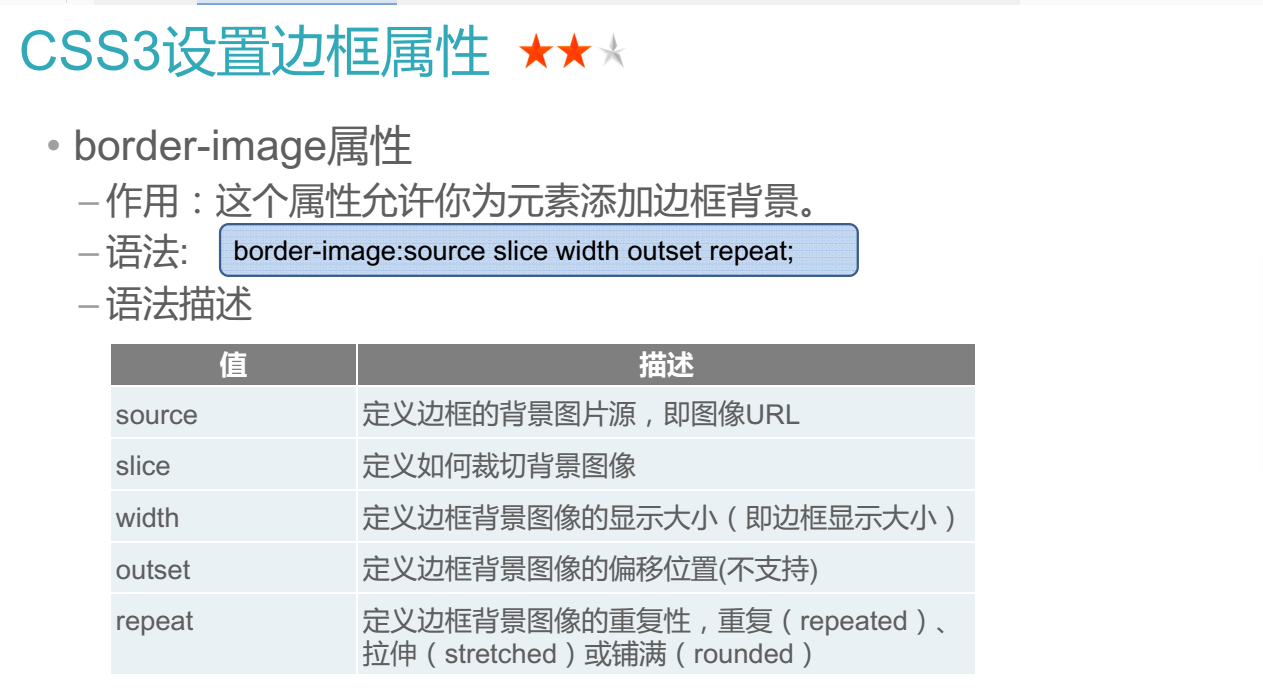 CSS3设置边框属性
• border-image属性
–作用：这个属性允许你为元素添加边框背景。
–语法: border-image:source slice width outset repeat;
–语法描述
值 描述
source 定义边框的背景图片源，即图像URL
slice 定义如何裁切背景图像
width 定义边框背景图像的显示大小（即边框显示大小）
outset 定义边框背景图像的偏移位置(不支持)
repeat 定义边框背景图像的重复性，重复（repeated）、
拉伸（stretched）或铺满（rounded）